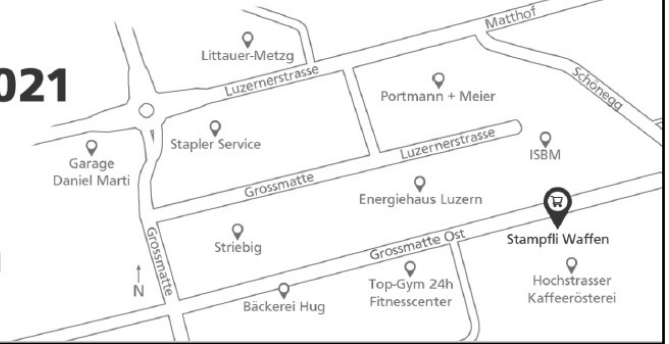 Matthof
Littauer-Metzg
021
Luzernerstrasse
Schönegg
Portmann + Meier
Stapler Service
Luzernerstrasse
ISBM
Garage
Daniel Marti
Grossmatte
Energiehaus Luzern
Grossmatte
Striebig
Grossmatte Ost
Stampfli Waffen
N
Top-Gym 24h
Fitnesscenter
Hochstrasser
Kaffeerösterei
Bäckerei Hug